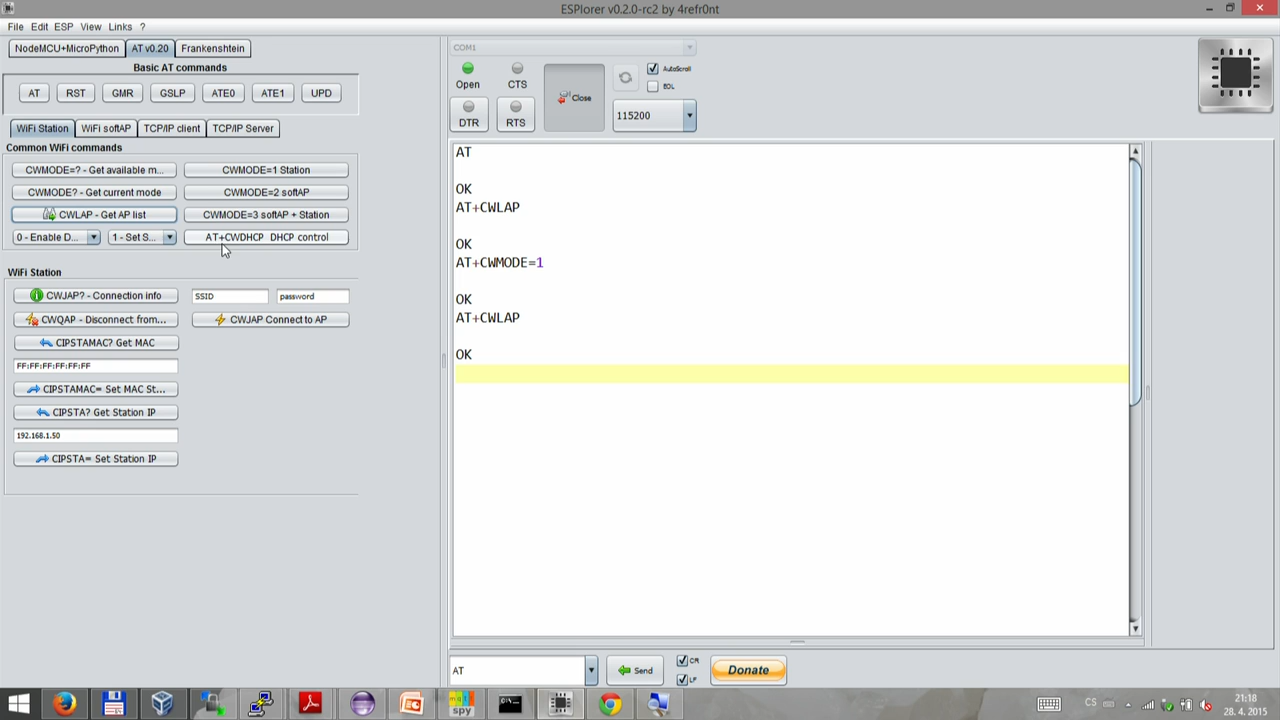 ESPlorer v0.2.0-rc2 by 4refr0nt
File Edit ESP View Links ?
NodeMCU+MicroPython AT v0.20 Frankenshtein
Basic AT commands
AT RST GMR GSLP ATE0 ATE1 UPD
WiFi Station WiFi softAP TCP/IP client TCP/IP Server
Common WiFi commands
CWMODE=? - Get available m... CWMODE=1 Station
CWMODE? - Get current mode CWMODE=2 softAP
CWLAP - Get AP list CWMODE=3 softAP + Station
0 - Enable D... 1 - Set S... AT+CWDHCP DHCP control
WiFi Station
CWJAP? - Connection info SSID password
CWQAP - Disconnect from... CWJAP Connect to AP
CIPSTAMAC? Get MAC
FF:FF:FF:FF:FF:FF
CIPSTAMAC= Set MAC St...
CIPSTA? Get Station IP
192.168.1.50
CIPSTA= Set Station IP
COM1
Open CTS
DTR RTS
Close
AutoScroll
EOL
115200
AT
OK
AT+CWLAP
OK
AT+CWMODE=1
OK
AT+CWLAP
OK
AT Send CR LF Donate
spy
CS
21:18
28. 4. 2015